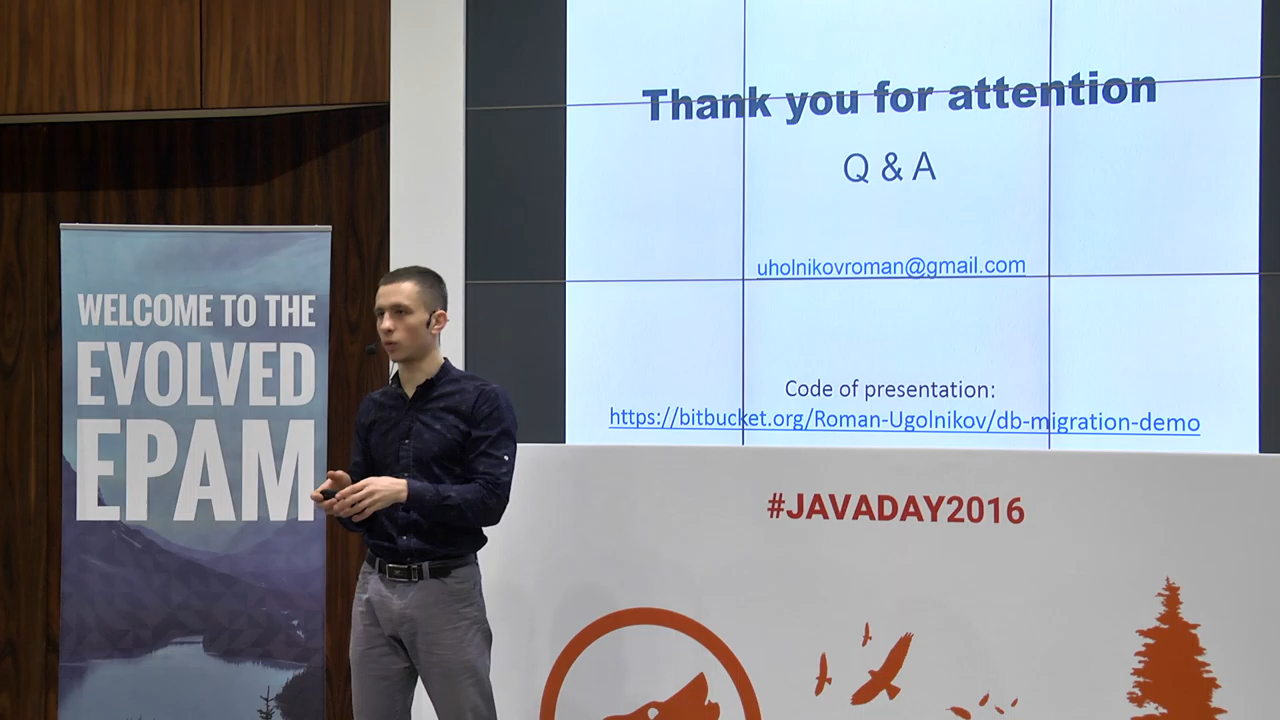 WELCOME TO THE
EVOLVED
EPAM
Thank you for attention
Q & A
uholnikovroman@gmail.com
Code of presentation:
https://bitbucket.org/Roman-Ugolnikov/db-migration-demo
#JAVADAY2016